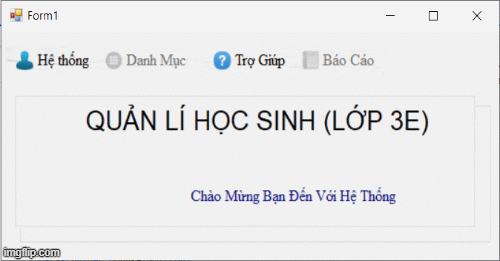 Form1
Hệ thống Danh Mục Trợ Giúp Báo Cáo
QUẢN LÍ HỌC SINH (LỚP 3E)
Chào Mừng Bạn Đến Với Hệ Thống
imgflip.com